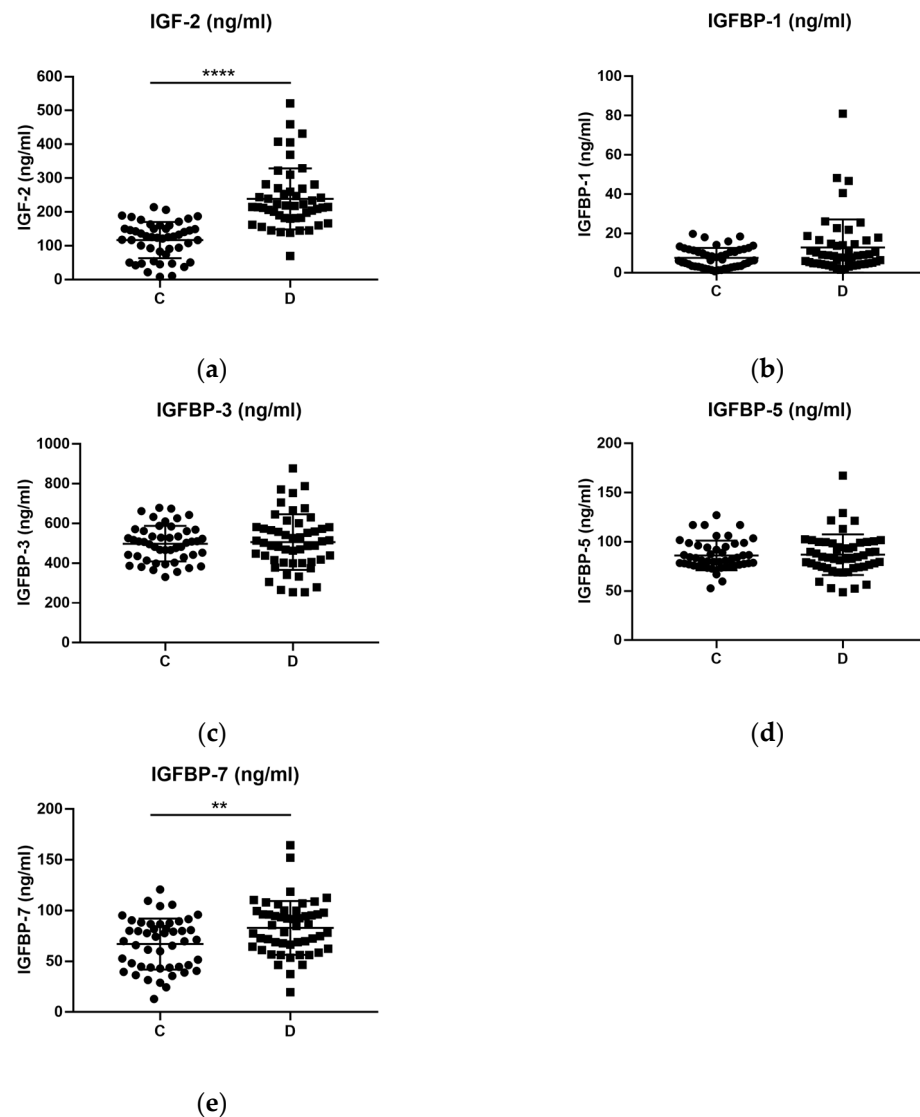 IGF-2 (ng/ml)
****
600
500
400
300
200
100
0
IGF-2 (ng/ml)
C
D
(a)
IGFBP-1 (ng/ml)
100
80
60
40
20
0
IGFBP-1 (ng/ml)
C
D
(b)
IGFBP-3 (ng/ml)
1000
800
600
400
200
0
IGFBP-3 (ng/ml)
C
D
(c)
IGFBP-5 (ng/ml)
200
150
100
50
0
IGFBP-5 (ng/ml)
C
D
(d)
IGFBP-7 (ng/ml)
**
200
150
100
50
0
IGFBP-7 (ng/ml)
C
D
(e)